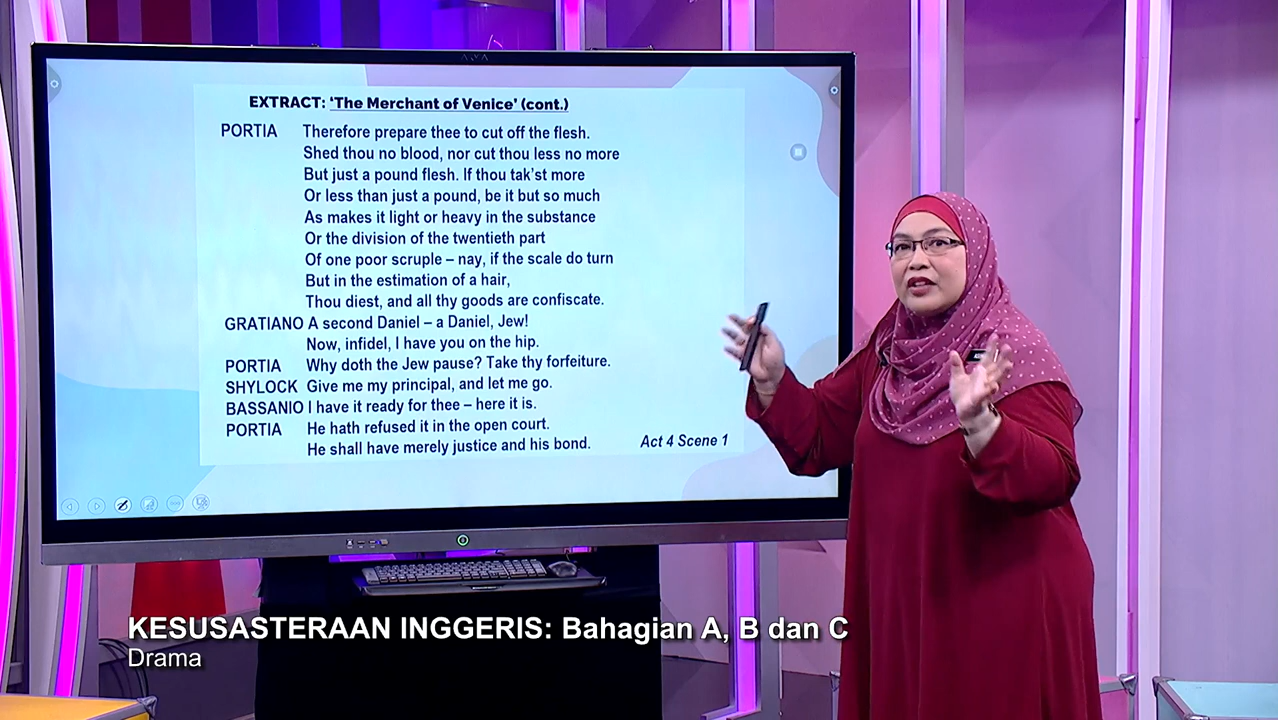 EXTRACT: ‘The Merchant of Venice’ (cont.)
PORTIA Therefore prepare thee to cut off the flesh.
Shed thou no blood, nor cut thou less no more
But just a pound flesh. If thou tak’st more
Or less than just a pound, be it but so much
As makes it light or heavy in the substance
Or the division of the twentieth part
Of one poor scruple – nay, if the scale do turn
But in the estimation of a hair,
Thou diest, and all thy goods are confiscate.
GRATIANO A second Daniel – a Daniel, Jew!
Now, infidel, I have you on the hip.
PORTIA Why doth the Jew pause? Take thy forfeiture.
SHYLOCK Give me my principal, and let me go.
BASSANIO I have it ready for thee – here it is.
PORTIA He hath refused it in the open court.
He shall have merely justice and his bond. Act 4 Scene 1
KESUSASTERAAN INGGERIS: Bahagian A, B dan C
Drama